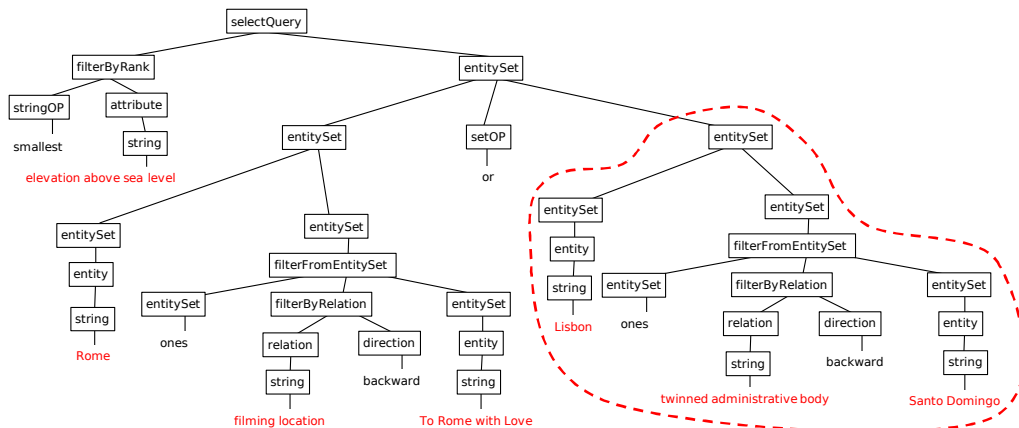 selectQuery
filterByRank
entitySet
stringOP
attribute
smallest
string
elevation above sea level
entitySet
setOP
or
entitySet
entitySet
entity
string
Rome
entitySet
filterFromEntitySet
entitySet
ones
filterByRelation
relation
string
filming location
direction
backward
entitySet
entity
string
To Rome with Love
entitySet
entity
string
Lisbon
entitySet
filterFromEntitySet
entitySet
ones
filterByRelation
relation
string
twinned administrative body
direction
backward
entitySet
entity
string
Santo Domingo